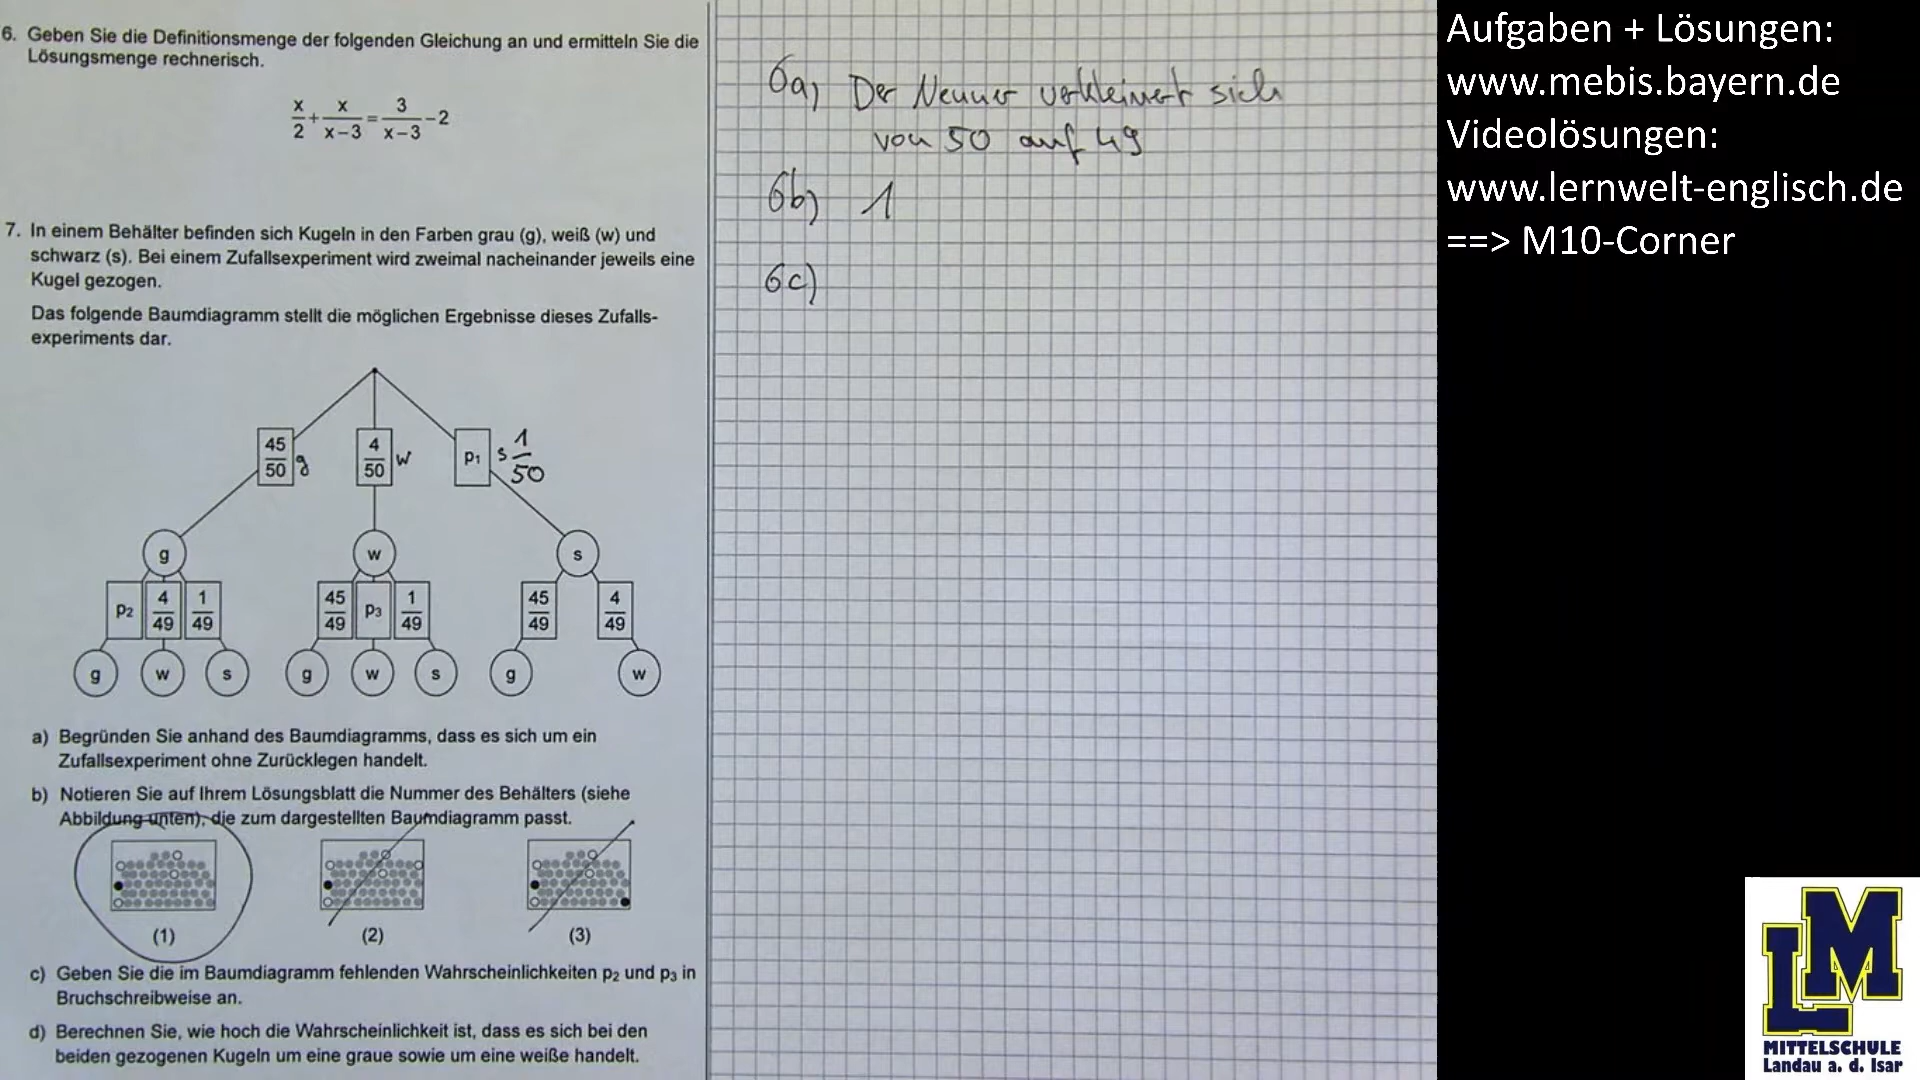 6. Geben Sie die Definitionsmenge der folgenden Gleichung an und ermitteln Sie die
Lösungsmenge rechnerisch.
x/2 + x/(x−3) = 3/(x−3) − 2
7. In einem Behälter befinden sich Kugeln in den Farben grau (g), weiß (w) und
schwarz (s). Bei einem Zufallsexperiment wird zweimal nacheinander jeweils eine
Kugel gezogen.
Das folgende Baumdiagramm stellt die möglichen Ergebnisse dieses Zufalls-
experiments dar.
45/50 g 4/50 w p1 s 1/50
g w s
p2 4/49 1/49 45/49 p3 1/49 45/49 4/49
g w s g w s g w
a) Begründen Sie anhand des Baumdiagramms, dass es sich um ein
Zufallsexperiment ohne Zurücklegen handelt.
b) Notieren Sie auf Ihrem Lösungsblatt die Nummer des Behälters (siehe
Abbildung unten), die zum dargestellten Baumdiagramm passt.
(1) (2) (3)
c) Geben Sie die im Baumdiagramm fehlenden Wahrscheinlichkeiten p2 und p3 in
Bruchschreibweise an.
d) Berechnen Sie, wie hoch die Wahrscheinlichkeit ist, dass es sich bei den
beiden gezogenen Kugeln um eine graue sowie um eine weiße handelt.
6a) Der Nenner verkleinert sich
von 50 auf 49
6b) 1
6c)
Aufgaben + Lösungen:
www.mebis.bayern.de
Videolösungen:
www.lernwelt-englisch.de
==> M10-Corner
LM
MITTELSCHULE
Landau a. d. Isar